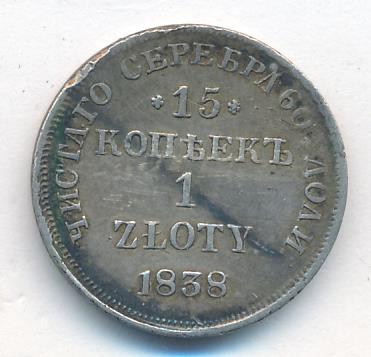 ЧИСТАГО СЕРЕБРА 60 ДОЛИ
*15*
КОПѢЕКЪ
1
ZŁOTY
1838